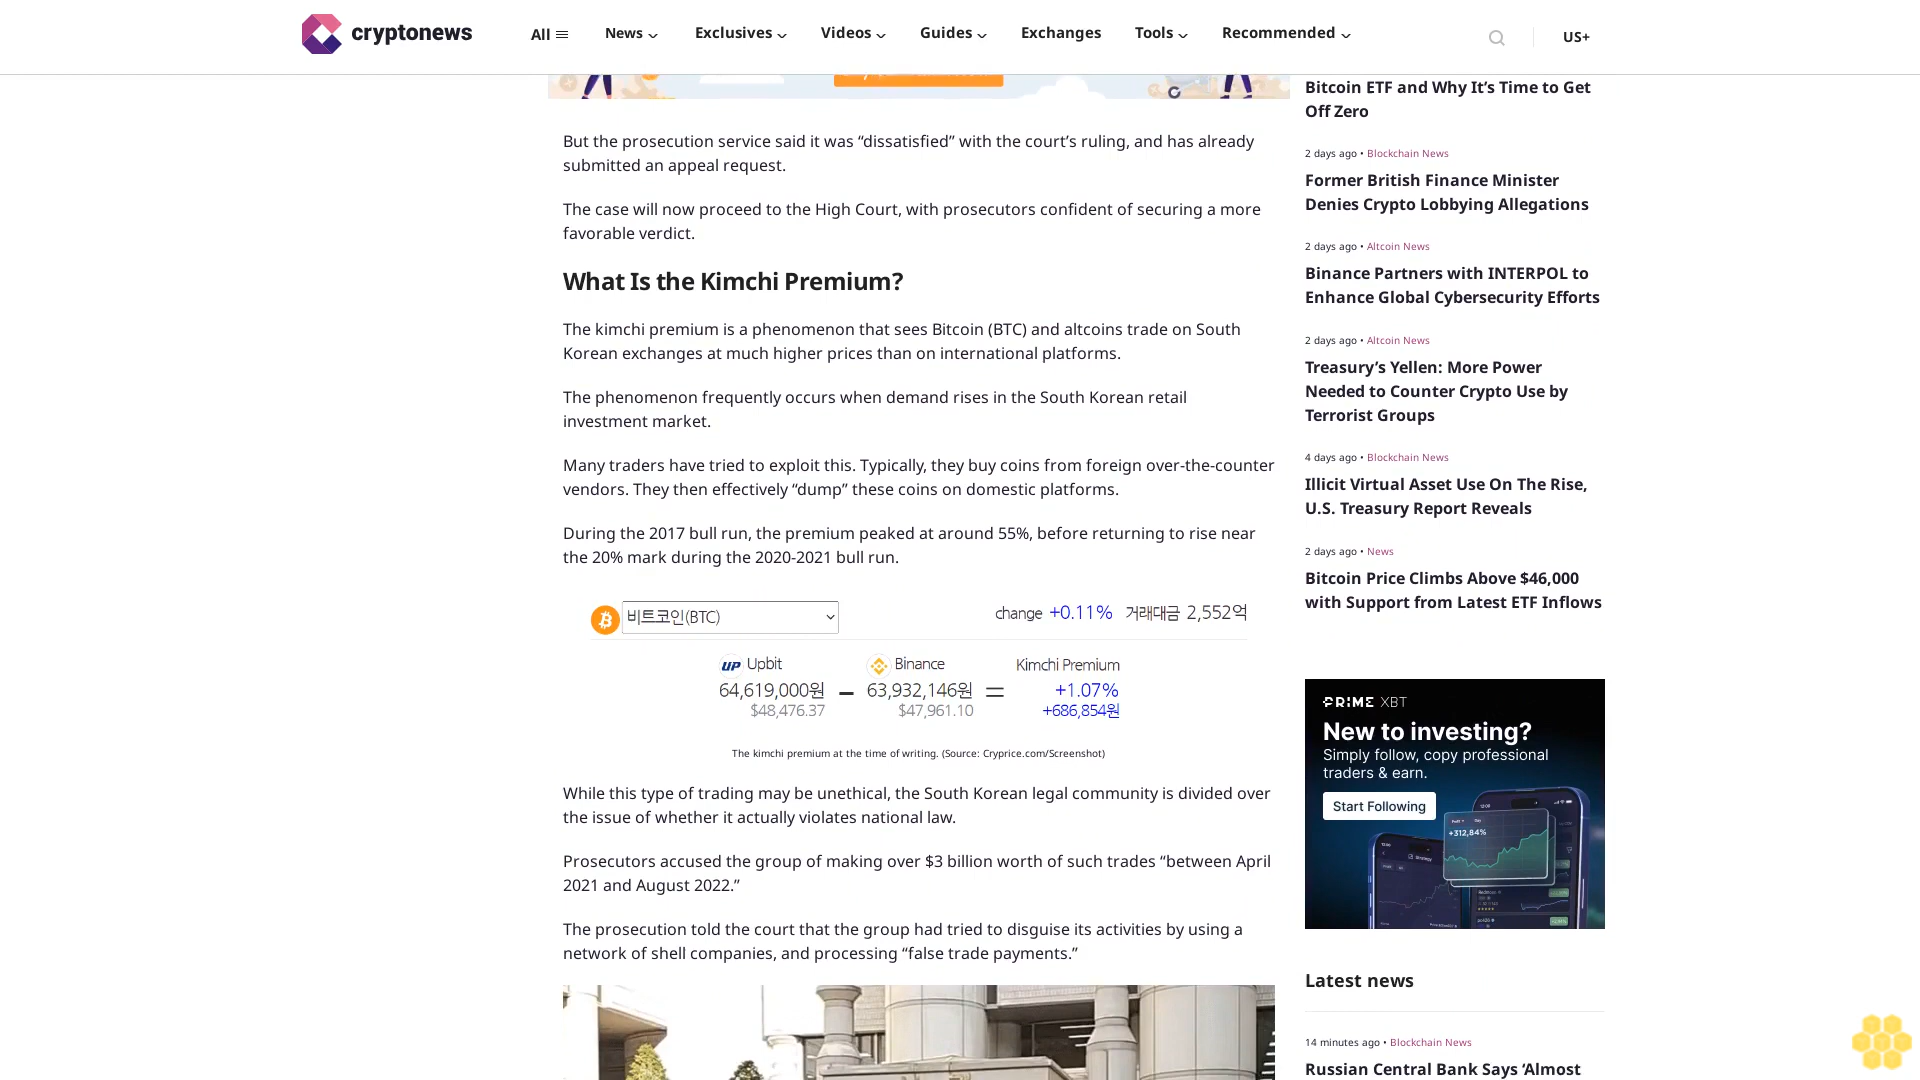 cryptonews
All
News
Exclusives
Videos
Guides
Exchanges
Tools
Recommended
US+
But the prosecution service said it was “dissatisfied” with the court’s ruling, and has already
submitted an appeal request.
The case will now proceed to the High Court, with prosecutors confident of securing a more
favorable verdict.
What Is the Kimchi Premium?
The kimchi premium is a phenomenon that sees Bitcoin (BTC) and altcoins trade on South
Korean exchanges at much higher prices than on international platforms.
The phenomenon frequently occurs when demand rises in the South Korean retail
investment market.
Many traders have tried to exploit this. Typically, they buy coins from foreign over-the-counter
vendors. They then effectively “dump” these coins on domestic platforms.
During the 2017 bull run, the premium peaked at around 55%, before returning to rise near
the 20% mark during the 2020-2021 bull run.
비트코인(BTC)
change +0.11% 거래대금 2,552억
UP Upbit
Binance
Kimchi Premium
64,619,000원 – 63,932,146원 = +1.07%
$48,476.37
$47,961.10
+686,854원
The kimchi premium at the time of writing. (Source: Cryprice.com/Screenshot)
While this type of trading may be unethical, the South Korean legal community is divided over
the issue of whether it actually violates national law.
Prosecutors accused the group of making over $3 billion worth of such trades “between April
2021 and August 2022.”
The prosecution told the court that the group had tried to disguise its activities by using a
network of shell companies, and processing “false trade payments.”
Bitcoin ETF and Why It’s Time to Get
Off Zero
2 days ago • Blockchain News
Former British Finance Minister
Denies Crypto Lobbying Allegations
2 days ago • Altcoin News
Binance Partners with INTERPOL to
Enhance Global Cybersecurity Efforts
2 days ago • Altcoin News
Treasury’s Yellen: More Power
Needed to Counter Crypto Use by
Terrorist Groups
4 days ago • Blockchain News
Illicit Virtual Asset Use On The Rise,
U.S. Treasury Report Reveals
2 days ago • News
Bitcoin Price Climbs Above $46,000
with Support from Latest ETF Inflows
PRIME XBT
New to investing?
Simply follow, copy professional
traders & earn.
Start Following
+312,84%
Latest news
14 minutes ago • Blockchain News
Russian Central Bank Says ‘Almost